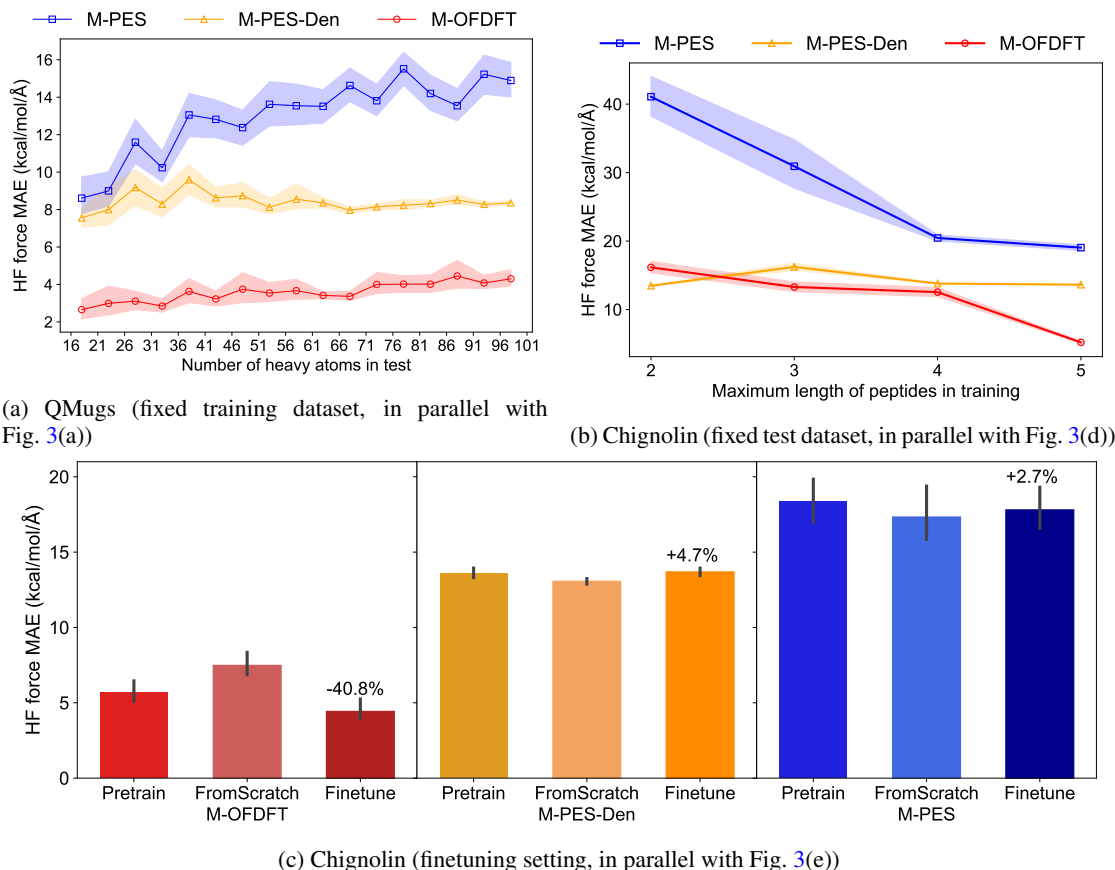 M-PES M-PES-Den M-OFDFT
HF force MAE (kcal/mol/Å)
16
14
12
10
8
6
4
2
16 21 26 31 36 41 46 51 56 61 66 71 76 81 86 91 96 101
Number of heavy atoms in test
(a) QMugs (fixed training dataset, in parallel with
Fig. 3(a))
M-PES M-PES-Den M-OFDFT
HF force MAE (kcal/mol/Å)
40
30
20
10
2 3 4 5
Maximum length of peptides in training
(b) Chignolin (fixed test dataset, in parallel with Fig. 3(d))
HF force MAE (kcal/mol/Å)
20
15
10
5
0
-40.8%
+4.7%
+2.7%
Pretrain FromScratch Finetune Pretrain FromScratch Finetune Pretrain FromScratch Finetune
M-OFDFT M-PES-Den M-PES
(c) Chignolin (finetuning setting, in parallel with Fig. 3(e))